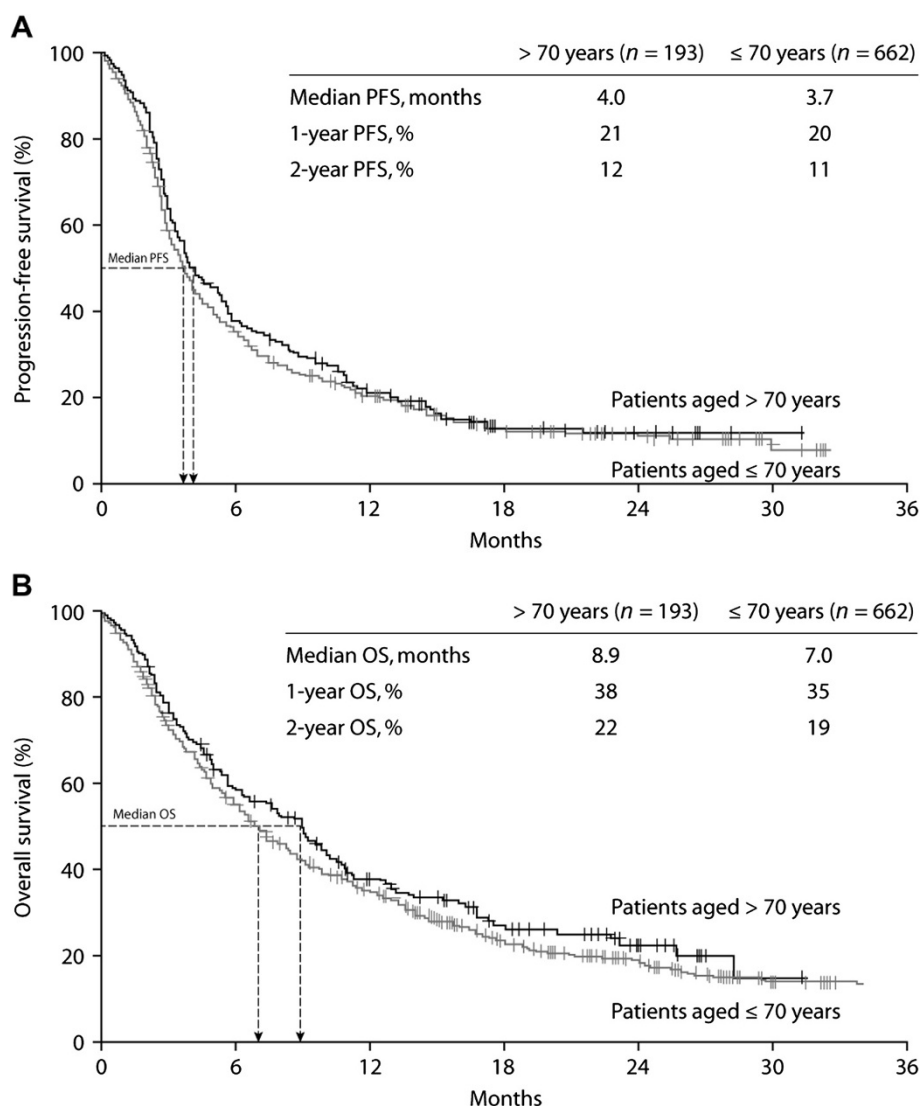 A
> 70 years (n = 193) ≤ 70 years (n = 662)
Median PFS, months 4.0 3.7
1-year PFS, % 21 20
2-year PFS, % 12 11
Progression-free survival (%)
100
80
60
40
20
0
Median PFS
Patients aged > 70 years
Patients aged ≤ 70 years
0 6 12 18 24 30 36
Months
B
> 70 years (n = 193) ≤ 70 years (n = 662)
Median OS, months 8.9 7.0
1-year OS, % 38 35
2-year OS, % 22 19
Overall survival (%)
100
80
60
40
20
0
Median OS
Patients aged > 70 years
Patients aged ≤ 70 years
0 6 12 18 24 30 36
Months